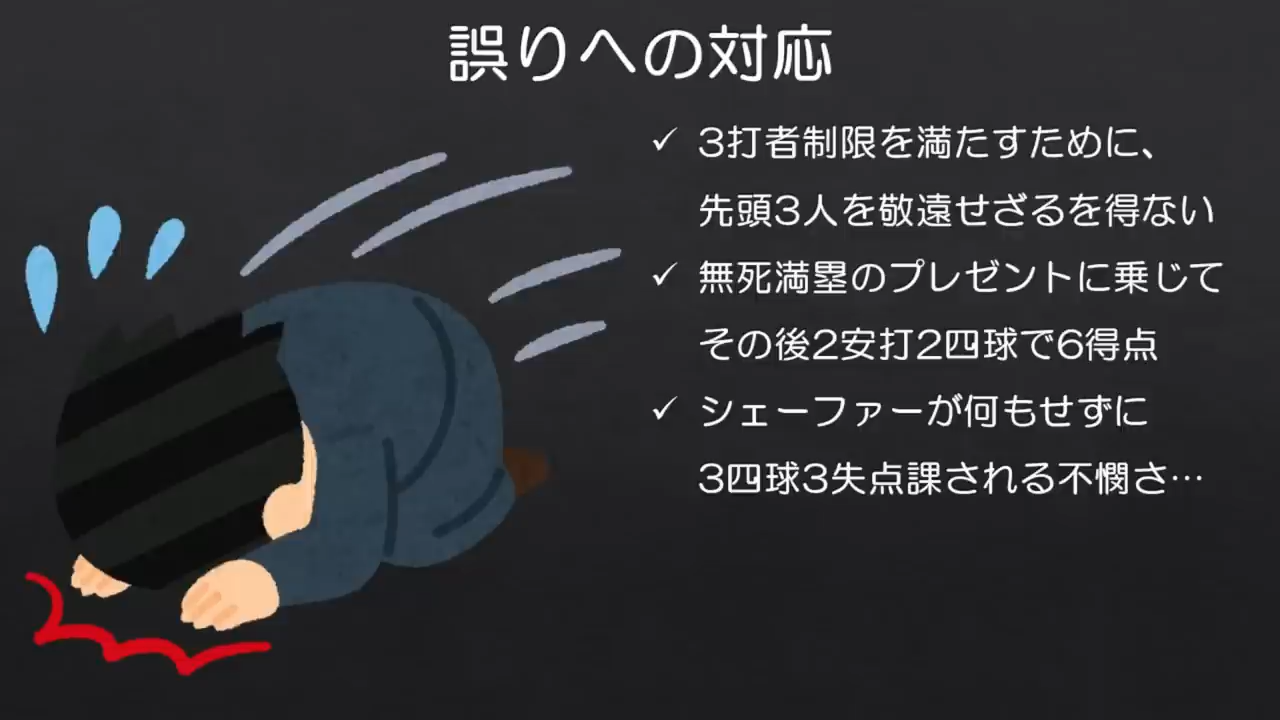 誤りへの対応
✓ 3打者制限を満たすために、
先頭3人を敬遠せざるを得ない
✓ 無死満塁のプレゼントに乗じて
その後2安打2四球で6得点
✓ シェーファーが何もせずに
3四球3失点課される不憫さ…